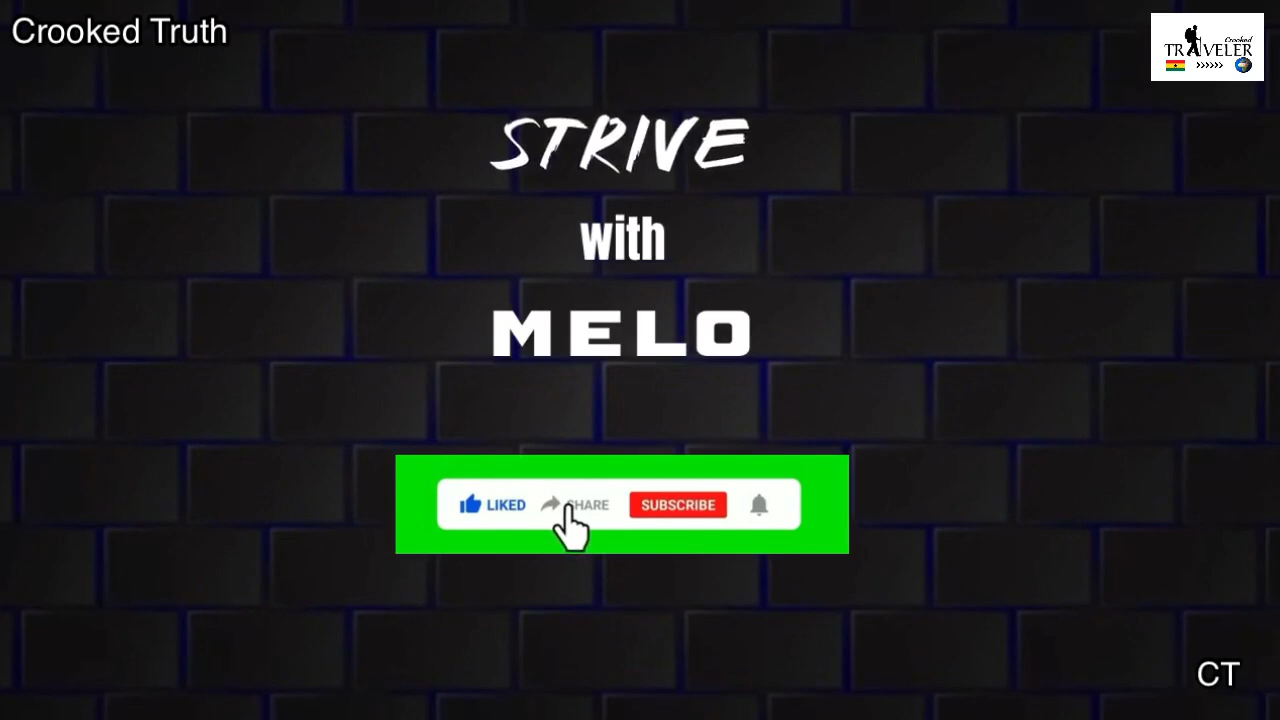 Crooked Truth
Crooked
TRAVELER
>>>>>>
STRIVE
with
MELO
LIKED SHARE SUBSCRIBE
CT